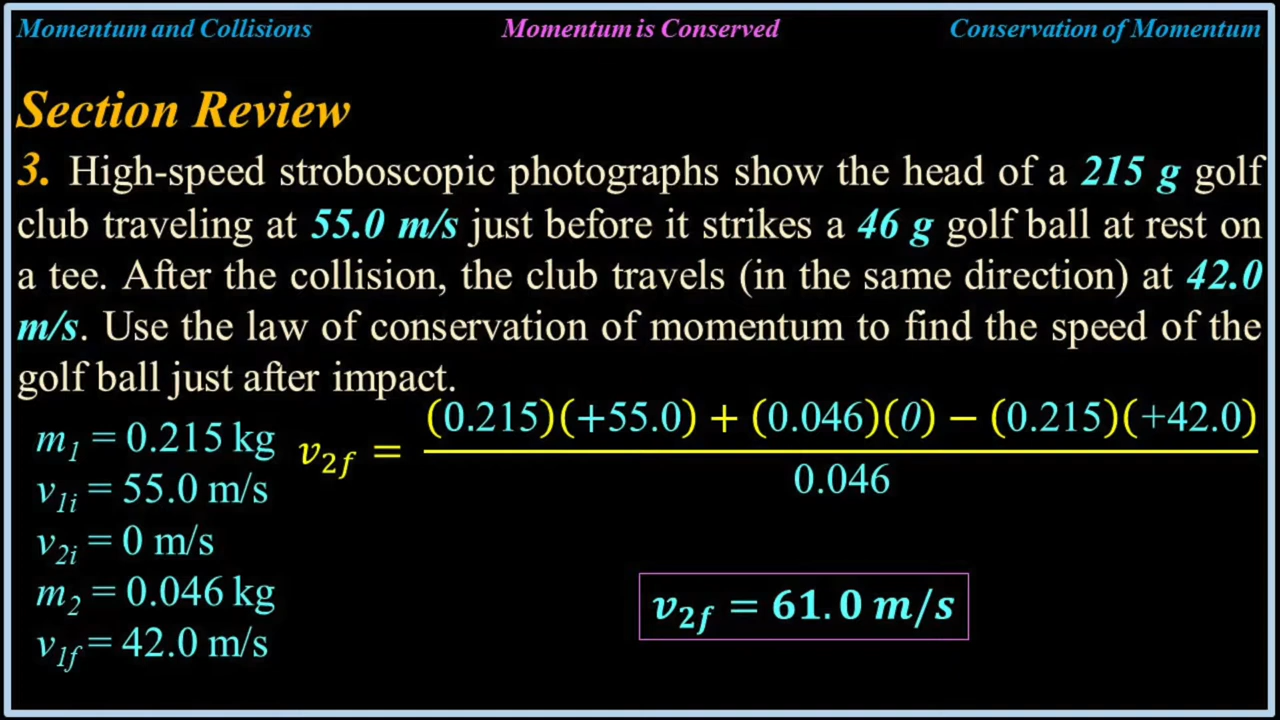 Momentum and Collisions Momentum is Conserved Conservation of Momentum
Section Review
3. High-speed stroboscopic photographs show the head of a 215 g golf
club traveling at 55.0 m/s just before it strikes a 46 g golf ball at rest on
a tee. After the collision, the club travels (in the same direction) at 42.0
m/s. Use the law of conservation of momentum to find the speed of the
golf ball just after impact.
m₁ = 0.215 kg
v₁ᵢ = 55.0 m/s
v₂ᵢ = 0 m/s
m₂ = 0.046 kg
v_1f = 42.0 m/s
v_2f = (0.215)(+55.0) + (0.046)(0) − (0.215)(+42.0)
0.046
v_2f = 61.0 m/s